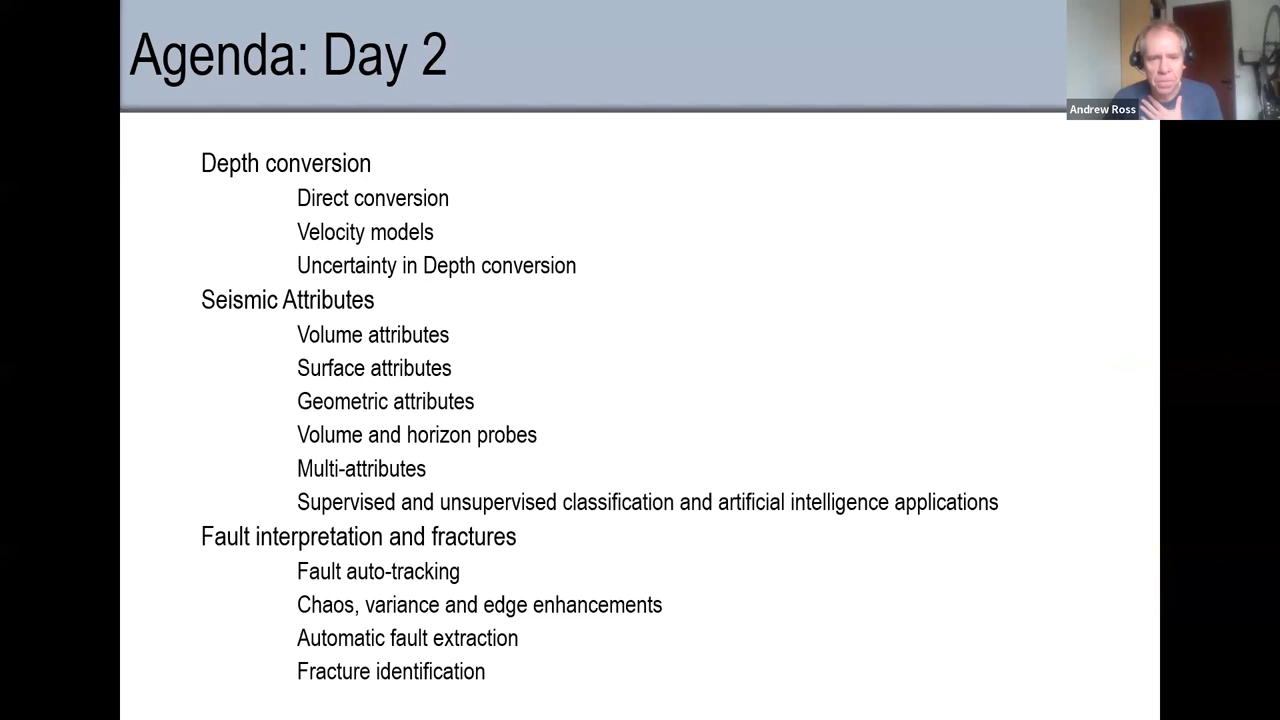 Agenda: Day 2
Andrew Ross
Depth conversion
Direct conversion
Velocity models
Uncertainty in Depth conversion
Seismic Attributes
Volume attributes
Surface attributes
Geometric attributes
Volume and horizon probes
Multi-attributes
Supervised and unsupervised classification and artificial intelligence applications
Fault interpretation and fractures
Fault auto-tracking
Chaos, variance and edge enhancements
Automatic fault extraction
Fracture identification